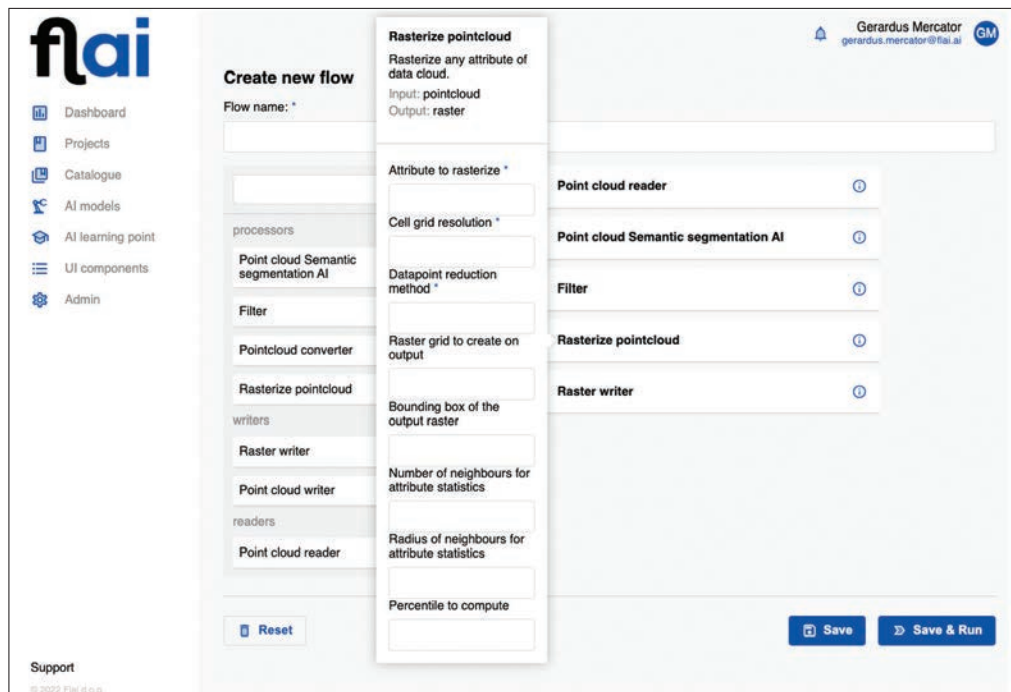 flai
Dashboard
Projects
Catalogue
AI models
AI learning point
UI components
Admin
Support
© 2022 Flai d.o.o.
Gerardus Mercator
gerardus.mercator@flai.ai
GM
Create new flow
Flow name: *
processors
Point cloud Semantic
segmentation AI
Filter
Pointcloud converter
Rasterize pointcloud
writers
Raster writer
Point cloud writer
readers
Point cloud reader
Rasterize pointcloud
Rasterize any attribute of
data cloud.
Input: pointcloud
Output: raster
Attribute to rasterize *
Cell grid resolution *
Datapoint reduction
method *
Raster grid to create on
output
Bounding box of the
output raster
Number of neighbours for
attribute statistics
Radius of neighbours for
attribute statistics
Percentile to compute
Point cloud reader
Point cloud Semantic segmentation AI
Filter
Rasterize pointcloud
Raster writer
Reset
Save
Save & Run